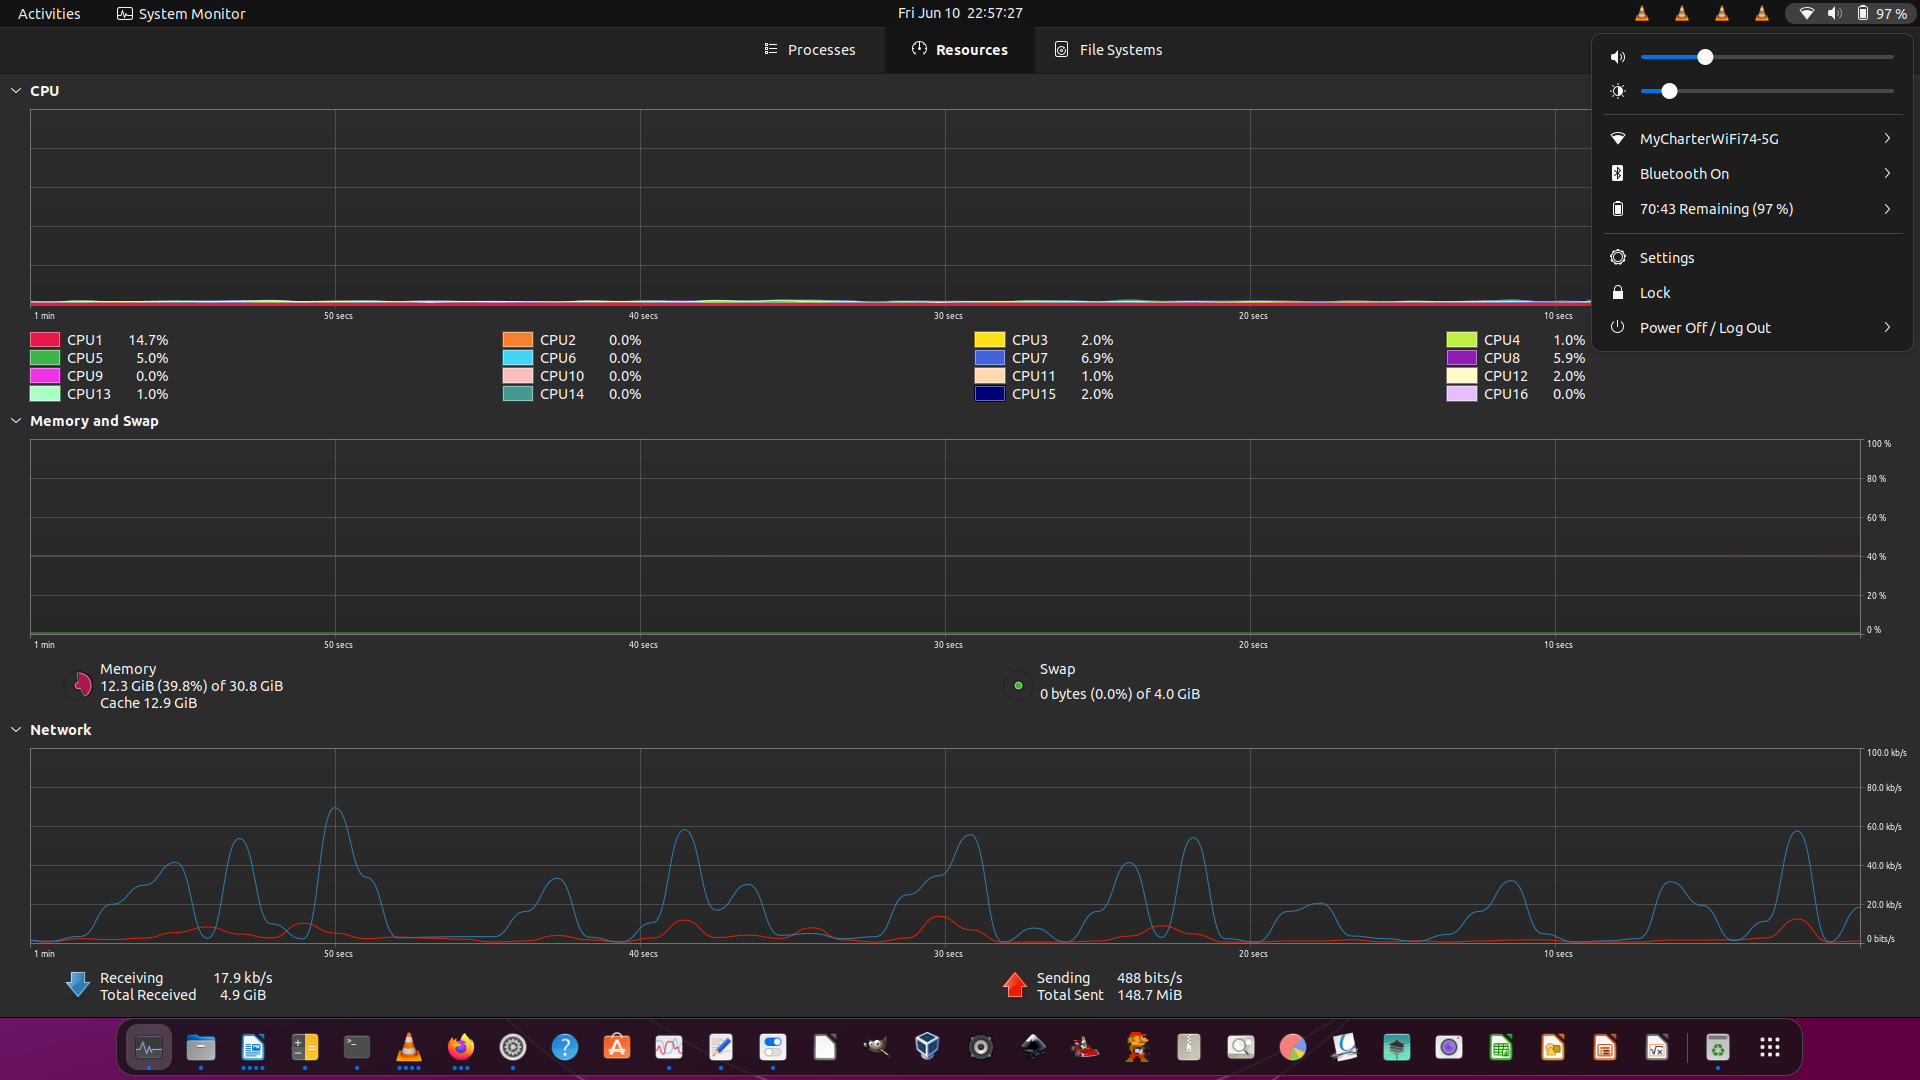 Activities System Monitor Fri Jun 10 22:57:27 97 %
Processes Resources File Systems
CPU
MyCharterWiFi74-5G
Bluetooth On
70:43 Remaining (97 %)
Settings
Lock
Power Off / Log Out
1 min 50 secs 40 secs 30 secs 20 secs 10 secs
CPU1 14.7% CPU2 0.0% CPU3 2.0% CPU4 1.0%
CPU5 5.0% CPU6 0.0% CPU7 6.9% CPU8 5.9%
CPU9 0.0% CPU10 0.0% CPU11 1.0% CPU12 2.0%
CPU13 1.0% CPU14 0.0% CPU15 2.0% CPU16 0.0%
Memory and Swap
100 %
80 %
60 %
40 %
20 %
0 %
1 min 50 secs 40 secs 30 secs 20 secs 10 secs
Memory
12.3 GiB (39.8%) of 30.8 GiB
Cache 12.9 GiB
Swap
0 bytes (0.0%) of 4.0 GiB
Network
100.0 kb/s
80.0 kb/s
60.0 kb/s
40.0 kb/s
20.0 kb/s
0 bits/s
1 min 50 secs 40 secs 30 secs 20 secs 10 secs
Receiving 17.9 kb/s
Total Received 4.9 GiB
Sending 488 bits/s
Total Sent 148.7 MiB